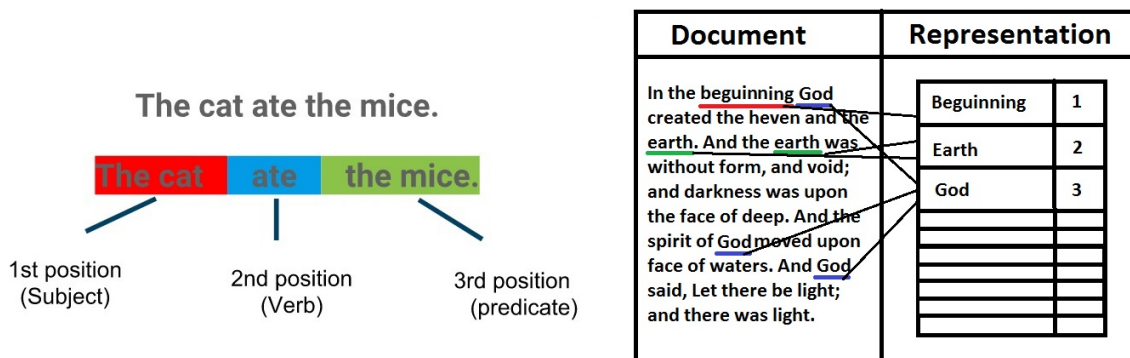 The cat ate the mice.
The cat ate the mice.
1st position
(Subject)
2nd position
(Verb)
3rd position
(predicate)
Document
Representation
In the beguinning God
created the heven and the
earth. And the earth was
without form, and void;
and darkness was upon
the face of deep. And the
spirit of God moved upon
face of waters. And God
said, Let there be light;
and there was light.
Beguinning 1
Earth 2
God 3